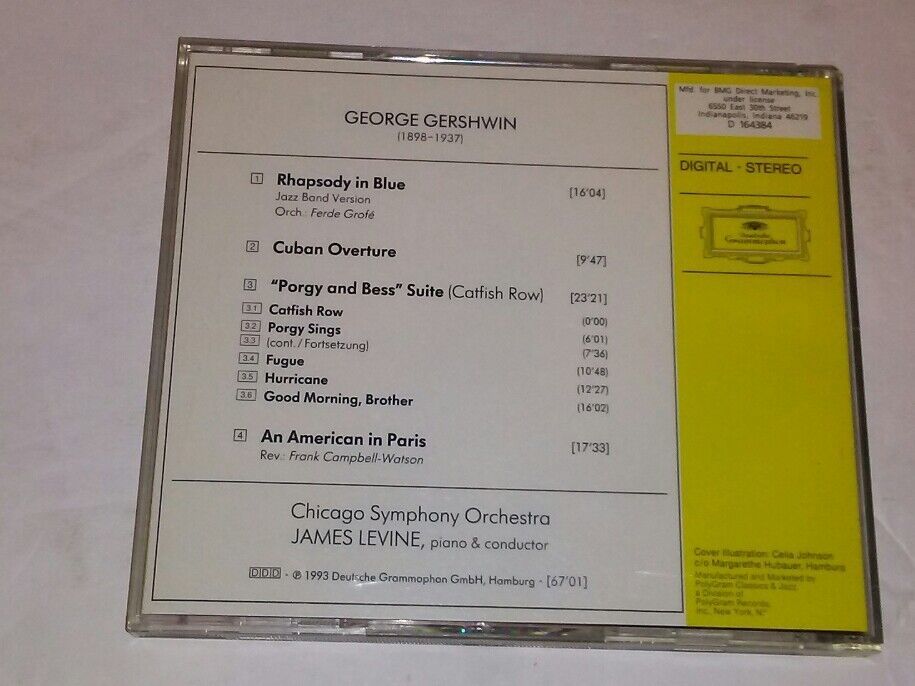 GEORGE GERSHWIN
(1898-1937)
1 Rhapsody in Blue [16'04]
Jazz Band Version
Orch.: Ferde Grofé
2 Cuban Overture [9'47]
3 "Porgy and Bess" Suite (Catfish Row) [23'21]
3.1 Catfish Row (0'00)
3.2 Porgy Sings (6'01)
3.3 (cont./Fortsetzung) (7'36)
3.4 Fugue (10'48)
3.5 Hurricane (12'27)
3.6 Good Morning, Brother (16'02)
4 An American in Paris [17'33]
Rev.: Frank Campbell-Watson
Chicago Symphony Orchestra
JAMES LEVINE, piano & conductor
DDD · ℗ 1993 Deutsche Grammophon GmbH, Hamburg · [67'01]
Mfd. for BMG Direct Marketing, Inc.
under license
6550 East 30th Street
Indianapolis, Indiana 46219
D 164384
DIGITAL · STEREO
Deutsche
Grammophon
Cover Illustration: Celia Johnson
c/o Margarethe Hubauer, Hamburg
Manufactured and Marketed by
PolyGram Classics & Jazz
a Division of
PolyGram Records
Inc. New York, N